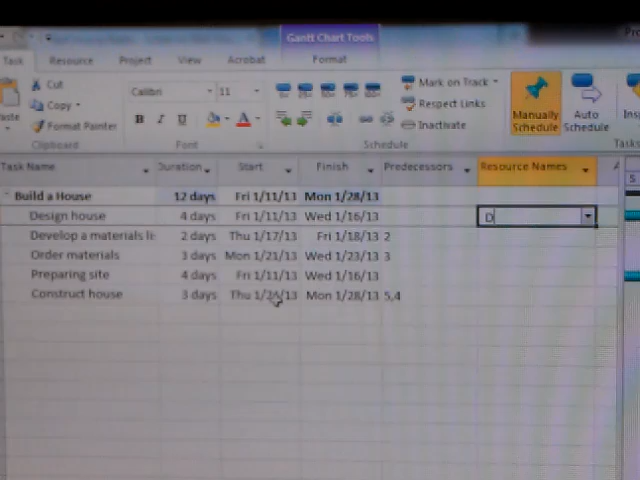 Gantt Chart Tools
Task Resource Project View Acrobat Format
Cut
Copy
Format Painter
Clipboard
Calibri 11
B I U A
Font
Mark on Track
Respect Links
Inactivate
Schedule
Manually Schedule
Auto Schedule
Tasks
Task Name Duration Start Finish Predecessors Resource Names
Build a House 12 days Fri 1/11/13 Mon 1/28/13
Design house 4 days Fri 1/11/13 Wed 1/16/13 D
Develop a materials li 2 days Thu 1/17/13 Fri 1/18/13 2
Order materials 3 days Mon 1/21/13 Wed 1/23/13 3
Preparing site 4 days Fri 1/11/13 Wed 1/16/13
Construct house 3 days Thu 1/24/13 Mon 1/28/13 5,4